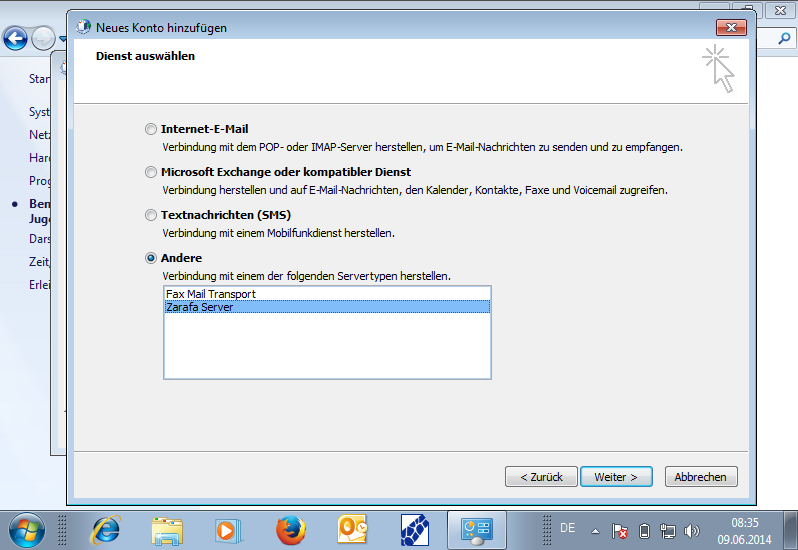 Neues Konto hinzufügen
Dienst auswählen
Star
Syst
Netz
Hard
Prog
Ben
Juge
Dars
Zeit,
Erlei
Internet-E-Mail
Verbindung mit dem POP- oder IMAP-Server herstellen, um E-Mail-Nachrichten zu senden und zu empfangen.
Microsoft Exchange oder kompatibler Dienst
Verbindung herstellen und auf E-Mail-Nachrichten, den Kalender, Kontakte, Faxe und Voicemail zugreifen.
Textnachrichten (SMS)
Verbindung mit einem Mobilfunkdienst herstellen.
Andere
Verbindung mit einem der folgenden Servertypen herstellen.
Fax Mail Transport
Zarafa Server
< Zurück
Weiter >
Abbrechen
DE
08:35
09.06.2014